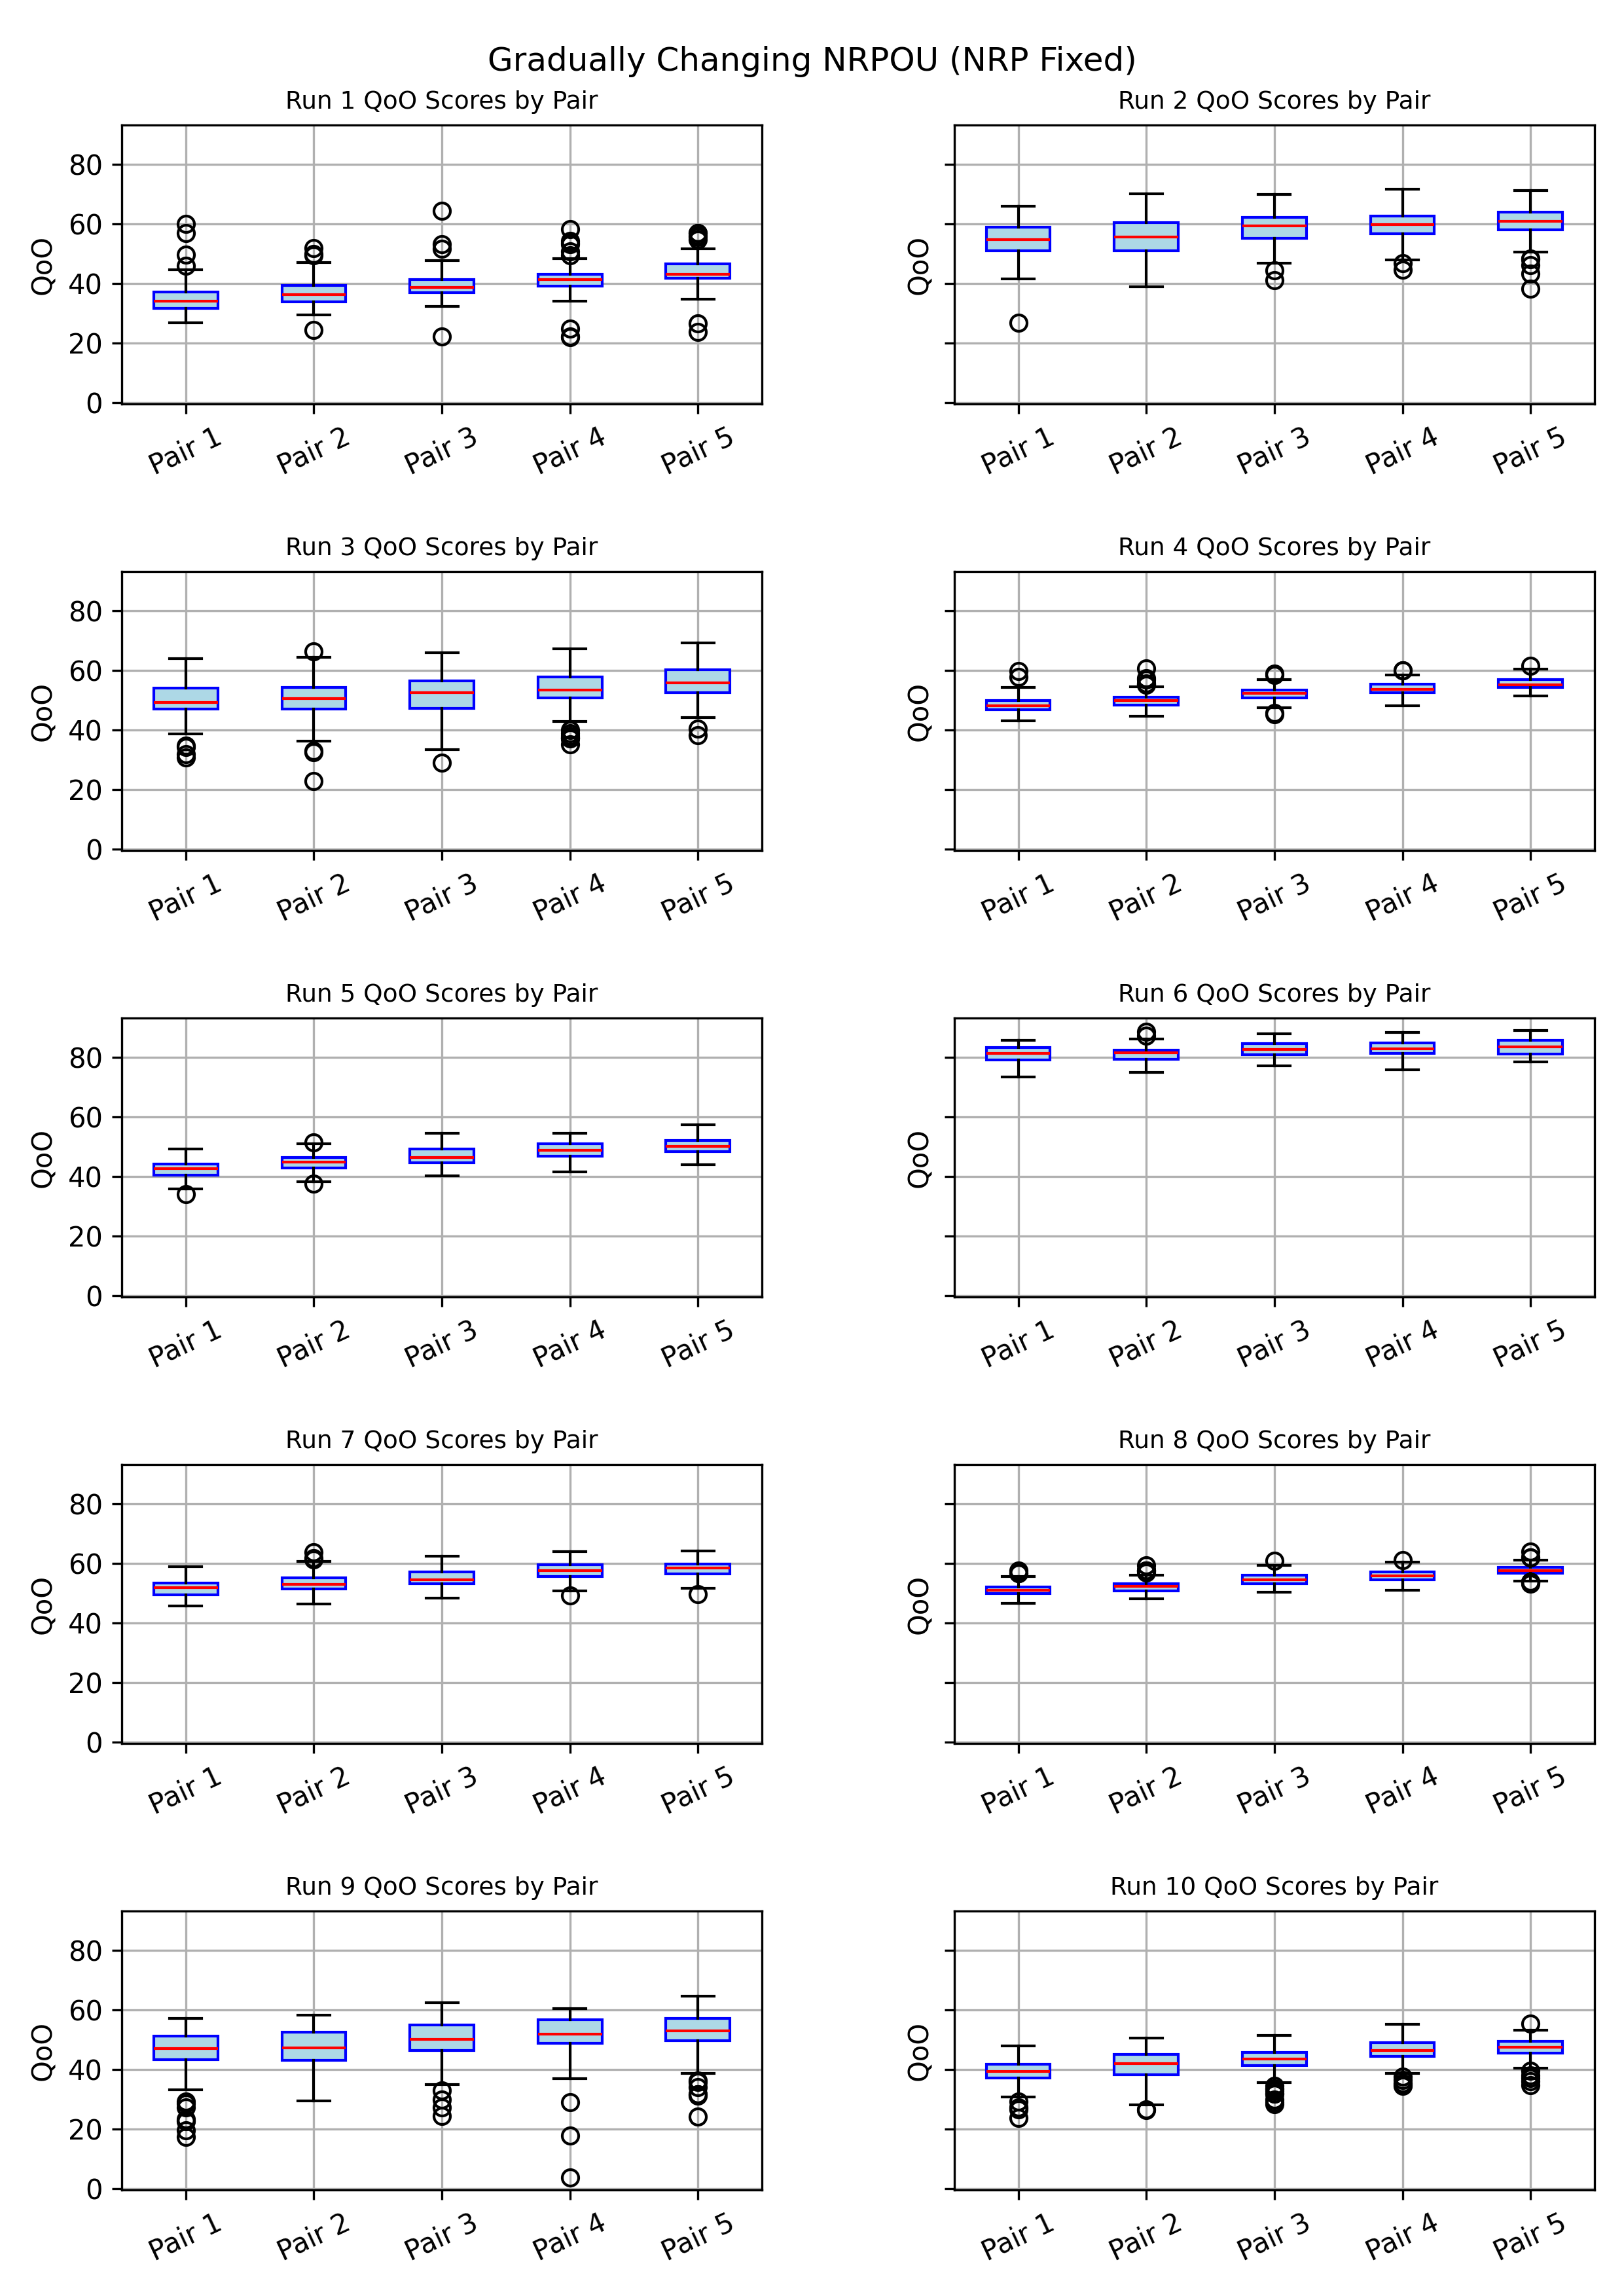 Gradually Changing NRPOU (NRP Fixed)
Run 1 QoO Scores by Pair
QoO
80
60
40
20
0
Pair 1 Pair 2 Pair 3 Pair 4 Pair 5
Run 2 QoO Scores by Pair
QoO
Pair 1 Pair 2 Pair 3 Pair 4 Pair 5
Run 3 QoO Scores by Pair
QoO
80
60
40
20
0
Pair 1 Pair 2 Pair 3 Pair 4 Pair 5
Run 4 QoO Scores by Pair
QoO
Pair 1 Pair 2 Pair 3 Pair 4 Pair 5
Run 5 QoO Scores by Pair
QoO
80
60
40
20
0
Pair 1 Pair 2 Pair 3 Pair 4 Pair 5
Run 6 QoO Scores by Pair
QoO
Pair 1 Pair 2 Pair 3 Pair 4 Pair 5
Run 7 QoO Scores by Pair
QoO
80
60
40
20
0
Pair 1 Pair 2 Pair 3 Pair 4 Pair 5
Run 8 QoO Scores by Pair
QoO
Pair 1 Pair 2 Pair 3 Pair 4 Pair 5
Run 9 QoO Scores by Pair
QoO
80
60
40
20
0
Pair 1 Pair 2 Pair 3 Pair 4 Pair 5
Run 10 QoO Scores by Pair
QoO
Pair 1 Pair 2 Pair 3 Pair 4 Pair 5